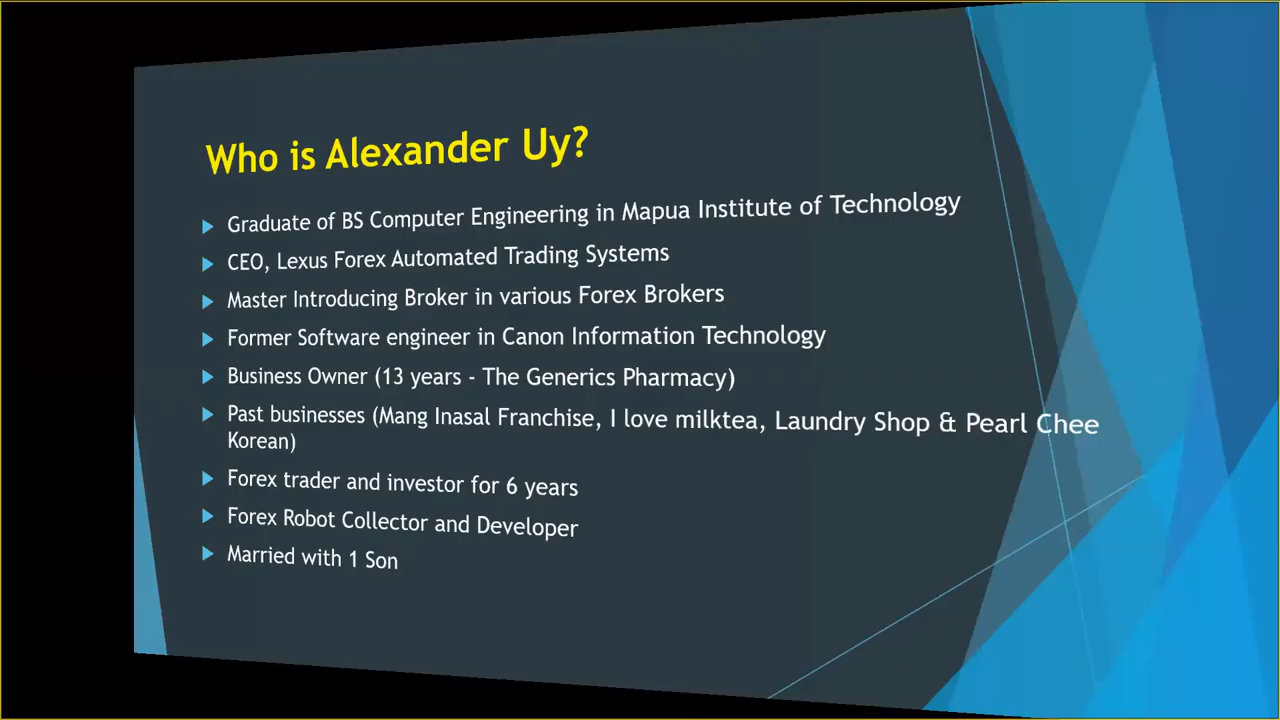 Who is Alexander Uy?
Graduate of BS Computer Engineering in Mapua Institute of Technology
CEO, Lexus Forex Automated Trading Systems
Master Introducing Broker in various Forex Brokers
Former Software engineer in Canon Information Technology
Business Owner (13 years - The Generics Pharmacy)
Past businesses (Mang Inasal Franchise, I love milktea, Laundry Shop & Pearl Chee
Korean)
Forex trader and investor for 6 years
Forex Robot Collector and Developer
Married with 1 Son